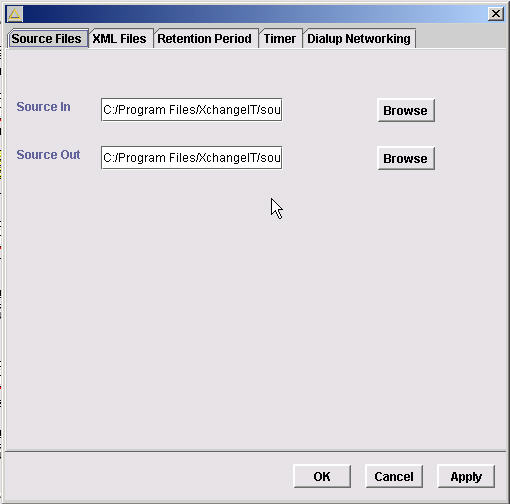 Source Files XML Files Retention Period Timer Dialup Networking
Source In C:/Program Files/XchangeIT/sou Browse
Source Out C:/Program Files/XchangeIT/sou Browse
OK Cancel Apply